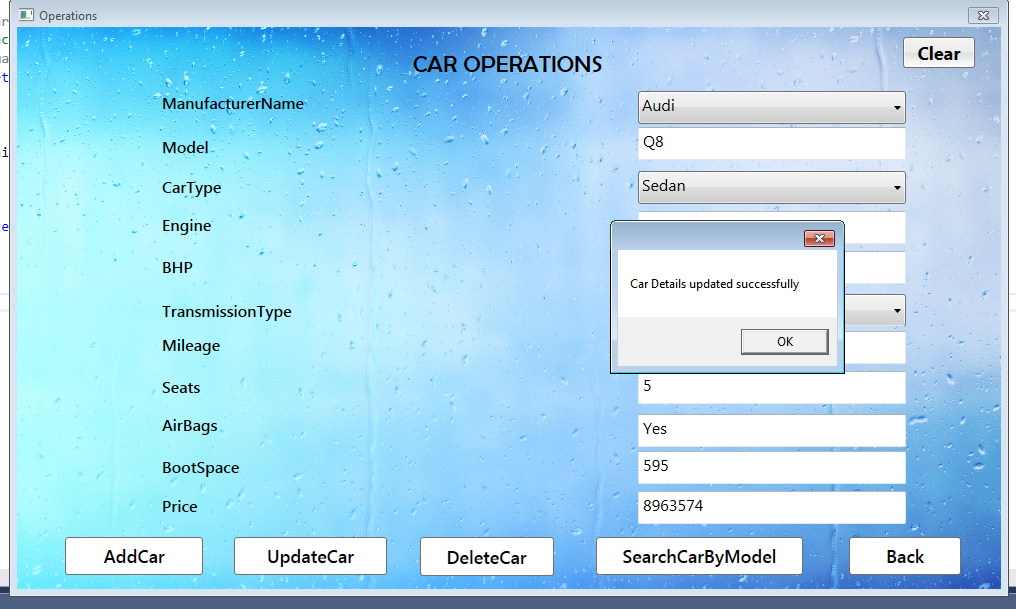 Operations
CAR OPERATIONS
Clear
ManufacturerName
Audi
Model
Q8
CarType
Sedan
Engine
BHP
Car Details updated successfully
TransmissionType
OK
Mileage
Seats
5
AirBags
Yes
BootSpace
595
Price
8963574
AddCar
UpdateCar
DeleteCar
SearchCarByModel
Back